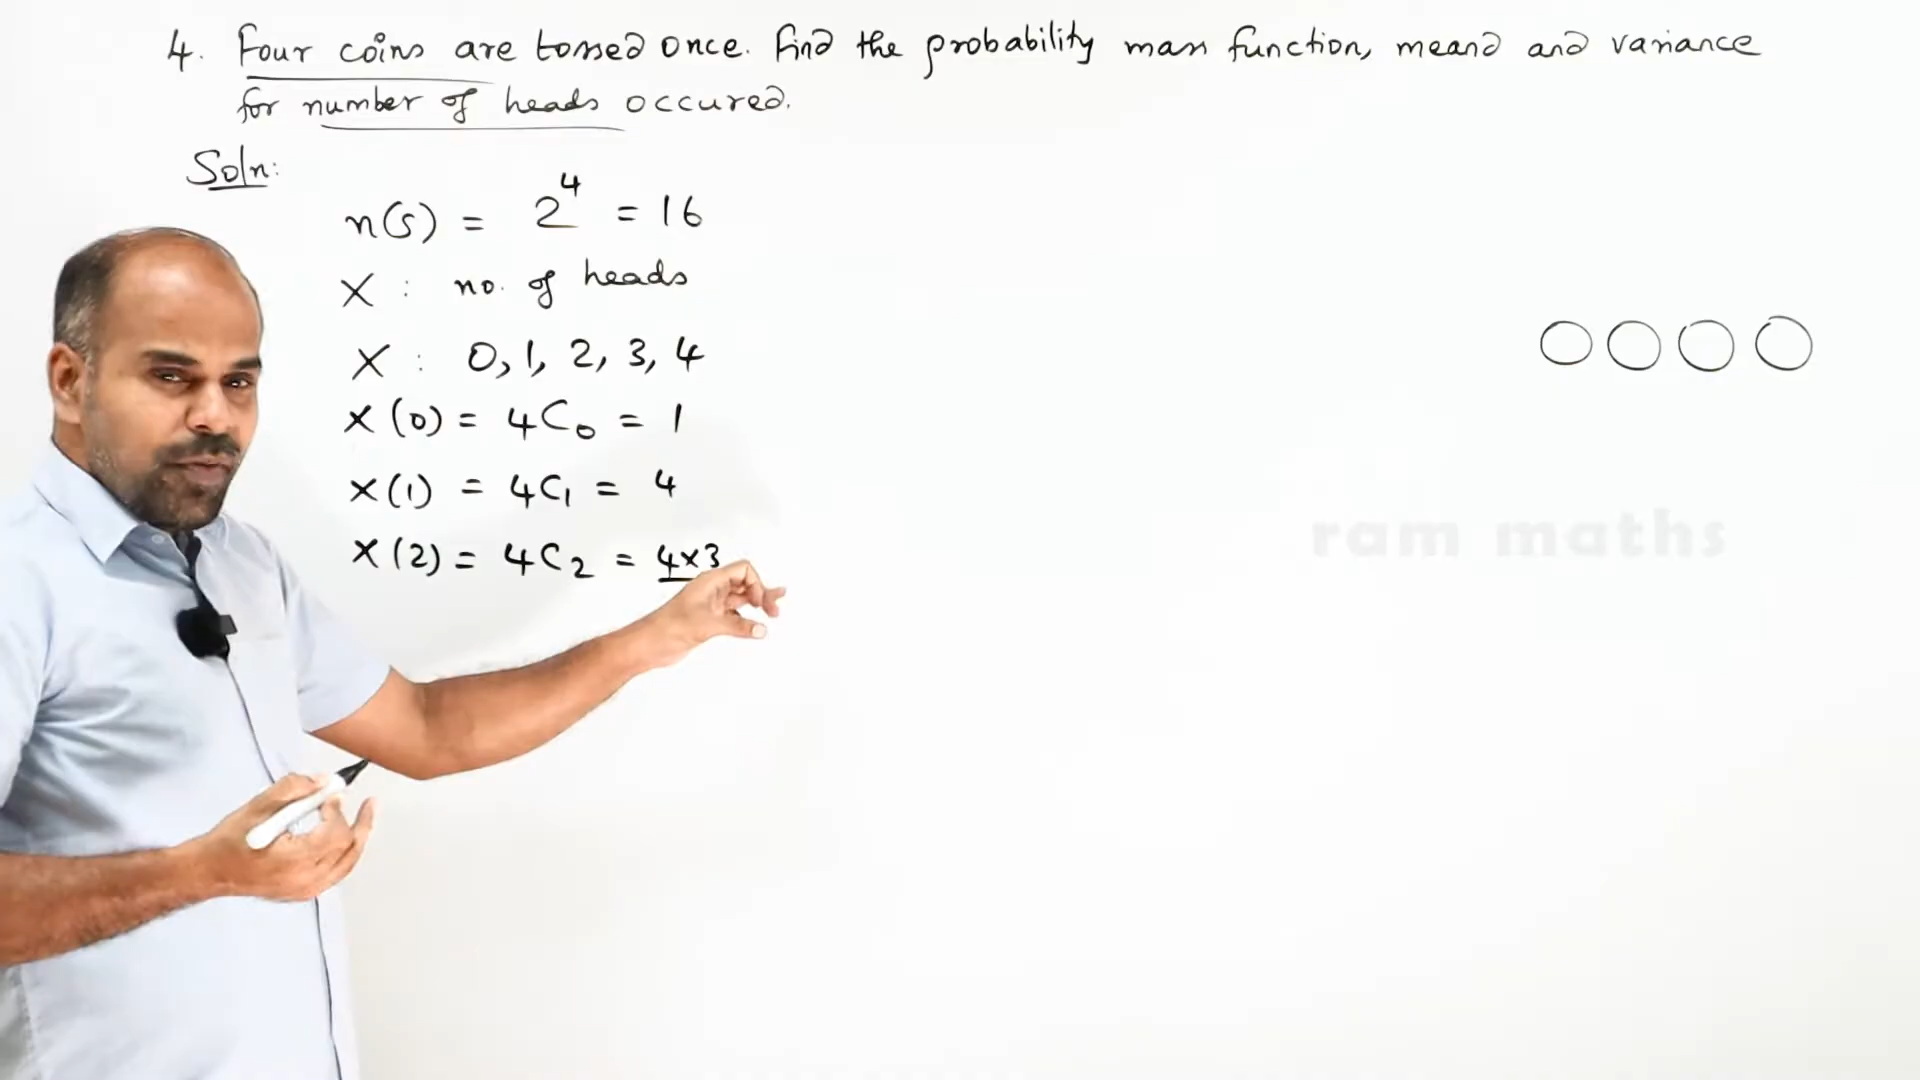 4. Four coins are tossed once. Find the probability mass function, mean and variance
for number of heads occured.
Soln:
n(S) = 2^4 = 16
X : no. of heads
X : 0, 1, 2, 3, 4
X(0) = 4C0 = 1
X(1) = 4C1 = 4
X(2) = 4C2 = 4×3
ram maths